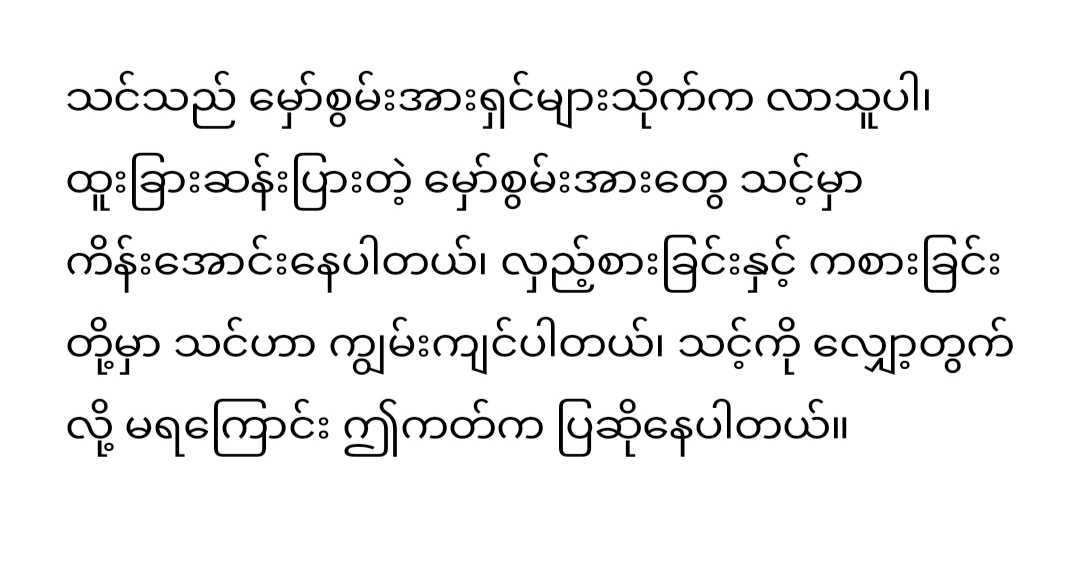 သင်သည် မှော်စွမ်းအားရှင်များသိုက်က လာသူပါ၊
ထူးခြားဆန်းပြားတဲ့ မှော်စွမ်းအားတွေ သင့်မှာ
ကိန်းအောင်းနေပါတယ်၊ လှည့်စားခြင်းနှင့် ကစားခြင်း
တို့မှာ သင်ဟာ ကျွမ်းကျင်ပါတယ်၊ သင့်ကို လျှော့တွက်
လို့ မရကြောင်း ဤကတ်က ပြဆိုနေပါတယ်။